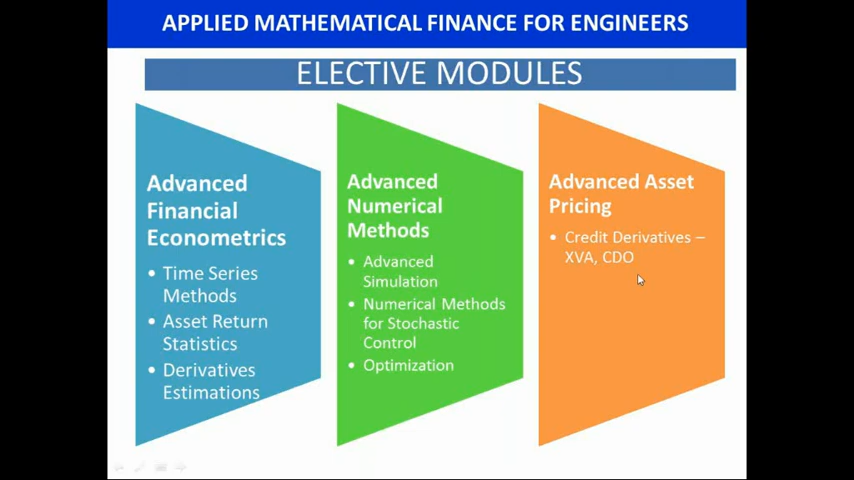 APPLIED MATHEMATICAL FINANCE FOR ENGINEERS
ELECTIVE MODULES
Advanced
Financial
Econometrics
• Time Series
Methods
• Asset Return
Statistics
• Derivatives
Estimations
Advanced
Numerical
Methods
• Advanced
Simulation
• Numerical Methods
for Stochastic
Control
• Optimization
Advanced Asset
Pricing
• Credit Derivatives –
XVA, CDO